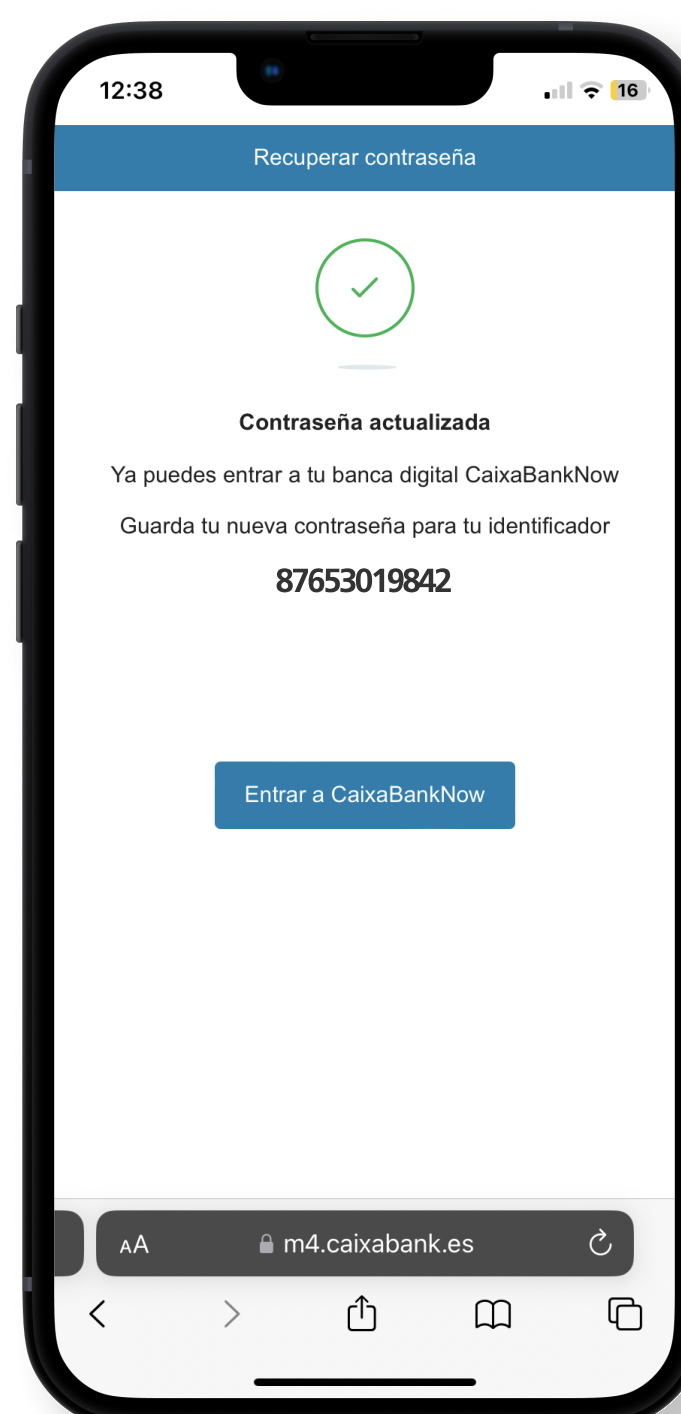 12:38
16
Recuperar contraseña
Contraseña actualizada
Ya puedes entrar a tu banca digital CaixaBankNow
Guarda tu nueva contraseña para tu identificador
87653019842
Entrar a CaixaBankNow
AA
m4.caixabank.es